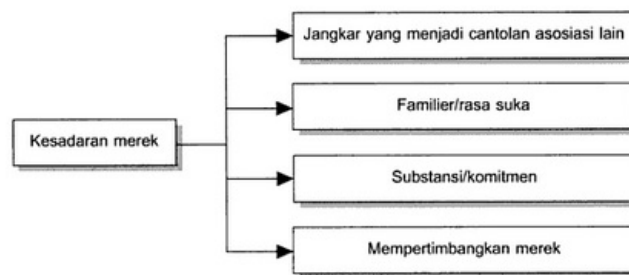 Jangkar yang menjadi cantolan asosiasi lain
Familier/rasa suka
Kesadaran merek
Substansi/komitmen
Mempertimbangkan merek